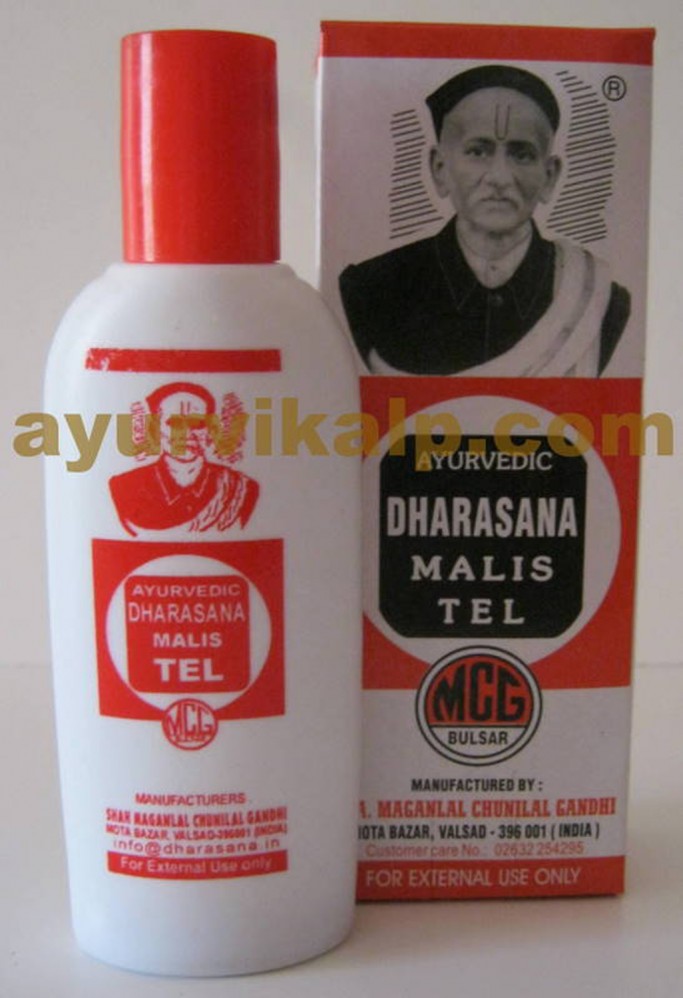 ayurvikalp.com
AYURVEDIC
DHARASANA
MALIS
TEL
MCG
MANUFACTURERS
SHAH MAGANLAL CHUNILAL GANDHI
MOTA BAZAR, VALSAD-396001 (INDIA)
info@dharasana.in
For External Use only
®
AYURVEDIC
DHARASANA
MALIS
TEL
MCG
BULSAR
MANUFACTURED BY :
MAGANLAL CHUNILAL GANDHI
BAZAR, VALSAD - 396 001 ( INDIA )
Customer care No.: 02632 254295
FOR EXTERNAL USE ONLY